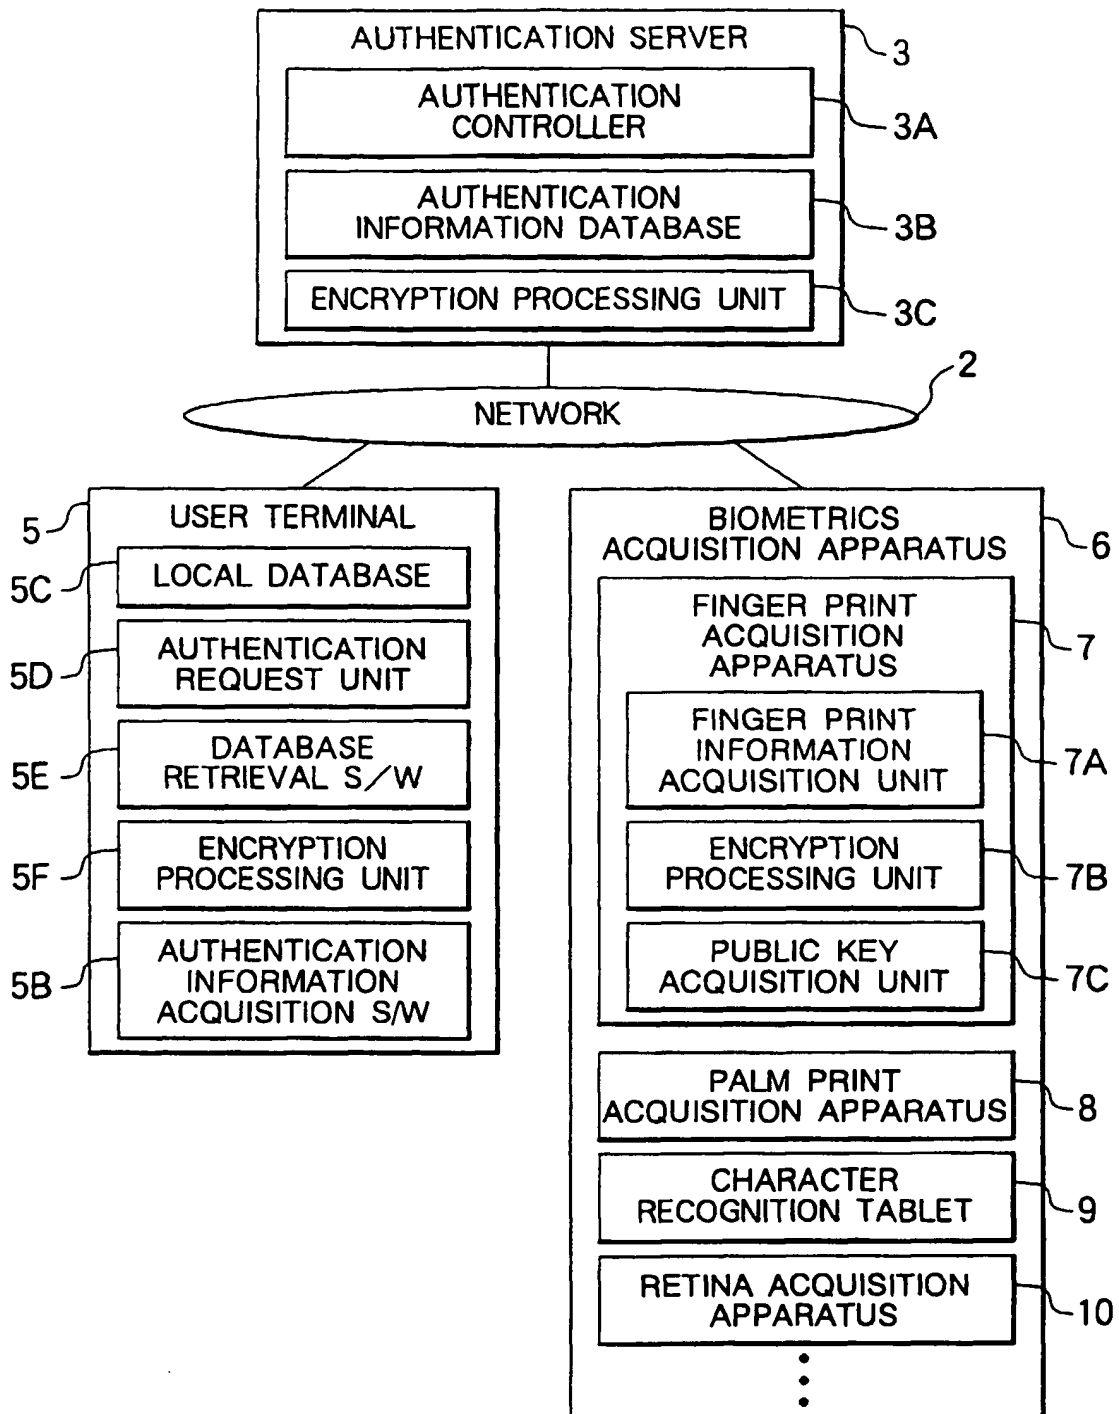 AUTHENTICATION SERVER
3
AUTHENTICATION
CONTROLLER
3A
AUTHENTICATION
INFORMATION DATABASE
3B
ENCRYPTION PROCESSING UNIT
3C
2
NETWORK
5
USER TERMINAL
5C
LOCAL DATABASE
5D
AUTHENTICATION
REQUEST UNIT
5E
DATABASE
RETRIEVAL S/W
5F
ENCRYPTION
PROCESSING UNIT
5B
AUTHENTICATION
INFORMATION
ACQUISITION S/W
BIOMETRICS
ACQUISITION APPARATUS
6
FINGER PRINT
ACQUISITION
APPARATUS
7
FINGER PRINT
INFORMATION
ACQUISITION UNIT
7A
ENCRYPTION
PROCESSING UNIT
7B
PUBLIC KEY
ACQUISITION UNIT
7C
PALM PRINT
ACQUISITION APPARATUS
8
CHARACTER
RECOGNITION TABLET
9
RETINA ACQUISITION
APPARATUS
10